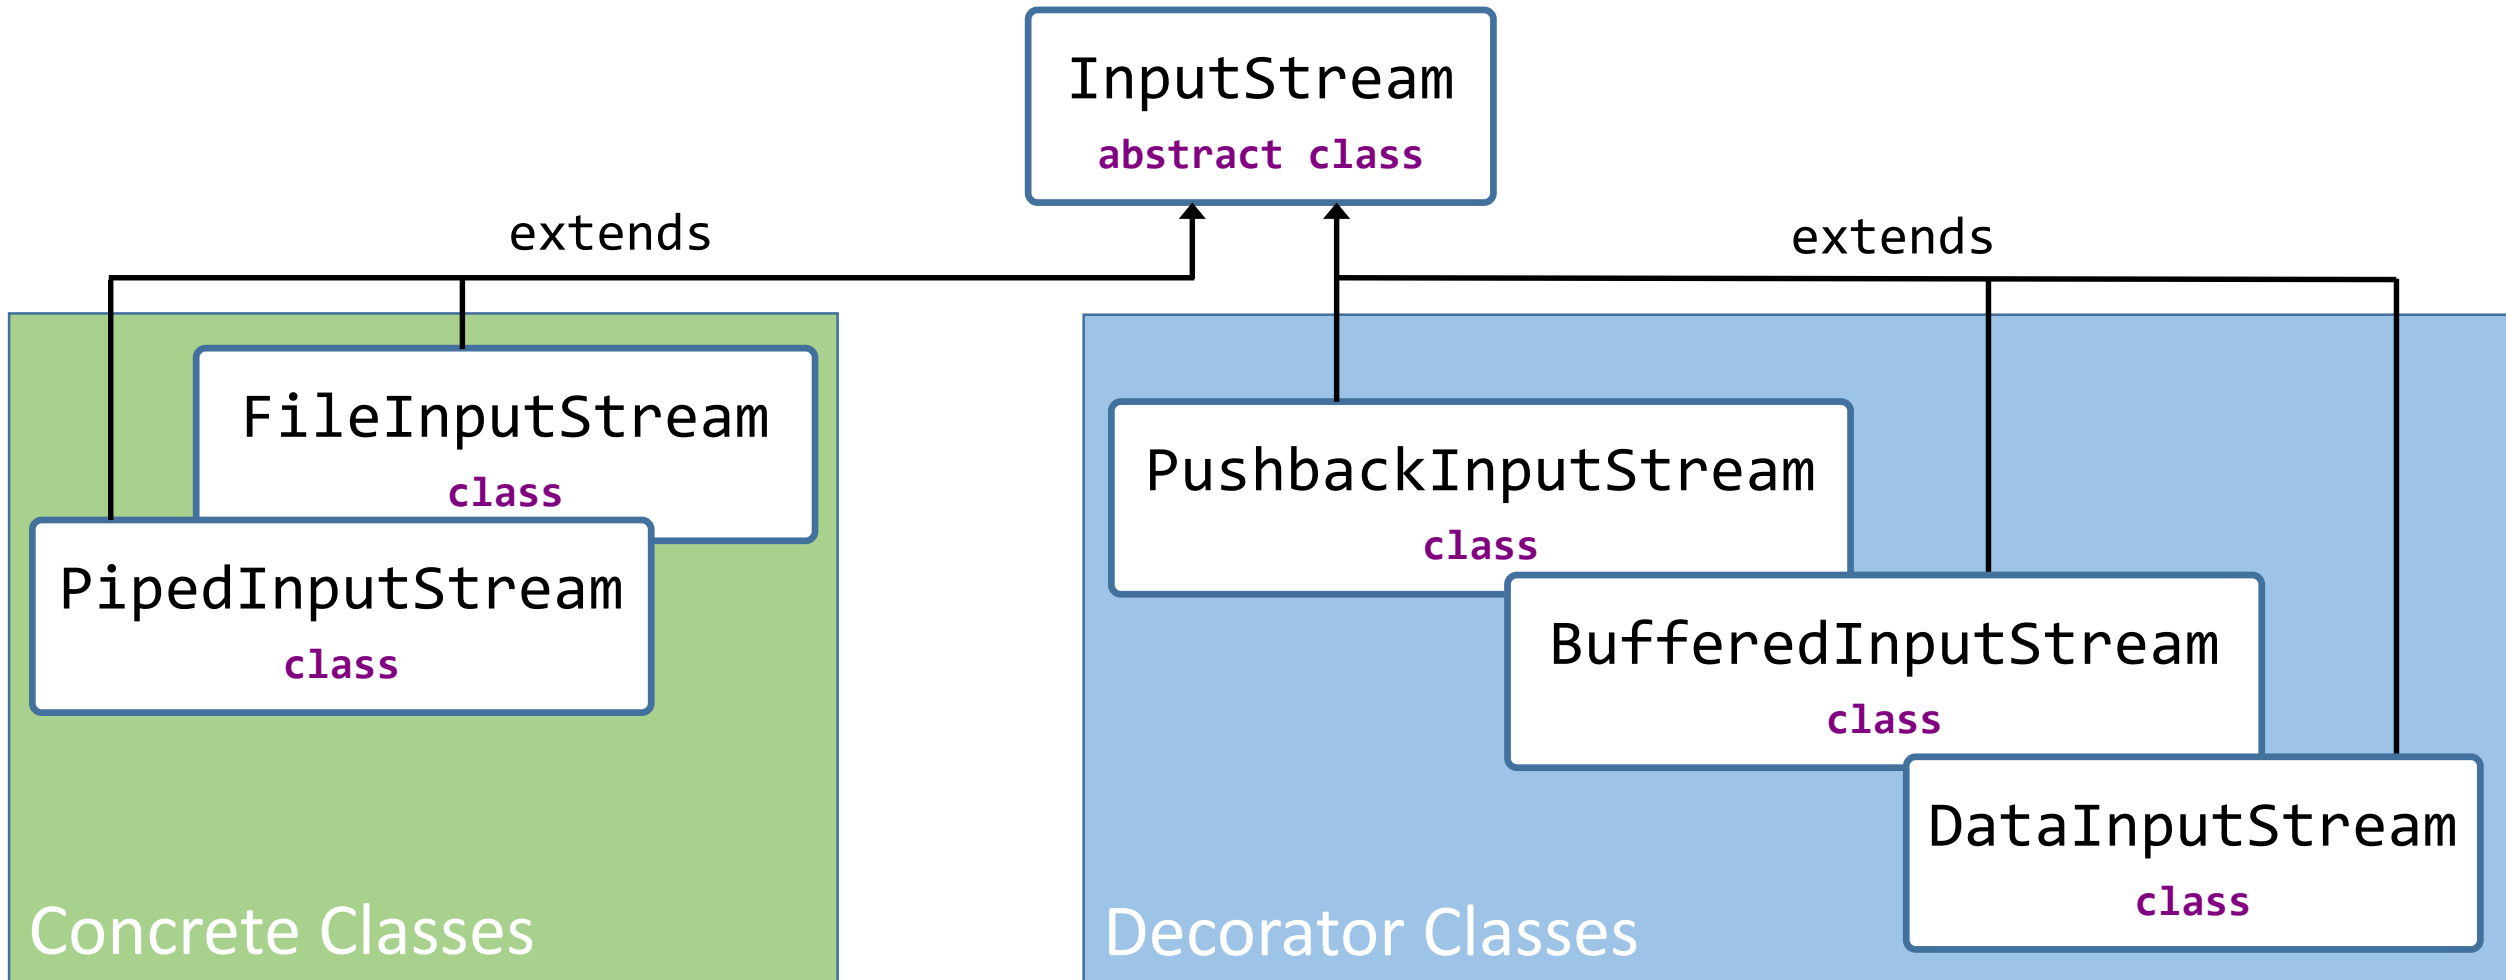 InputStream
abstract class
extends
extends
FileInputStream
class
PipedInputStream
class
Concrete Classes
PushbackInputStream
class
BufferedInputStream
class
DataInputStream
class
Decorator Classes